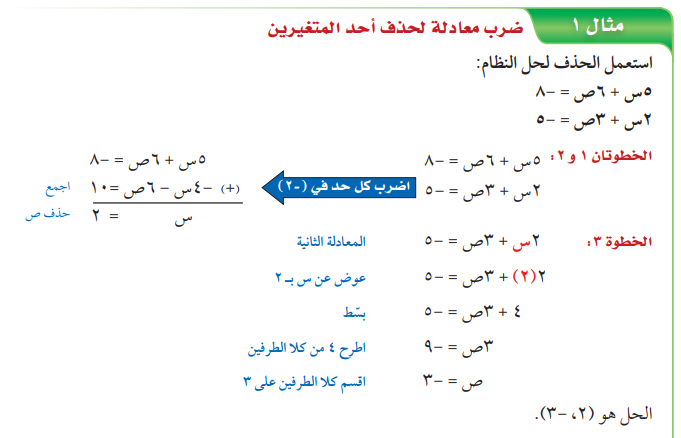 مثال ١
ضرب معادلة لحذف أحد المتغيرين
استعمل الحذف لحل النظام:
٥س + ٦ص = –٨
٢س + ٣ص = –٥
الخطوتان ١ و ٢:
٥س + ٦ص = –٨
٢س + ٣ص = –٥
اضرب كل حد في (-٢)
٥س + ٦ص = –٨
(+) –٤س – ٦ص = ١٠ اجمع
س = ٢ حذف ص
الخطوة ٣:
٢س + ٣ص = –٥ المعادلة الثانية
٢(٢) + ٣ص = –٥ عوض عن س بـ ٢
٤ + ٣ص = –٥ بسّط
٣ص = –٩ اطرح ٤ من كلا الطرفين
ص = –٣ اقسم كلا الطرفين على ٣
الحل هو (٢، –٣).